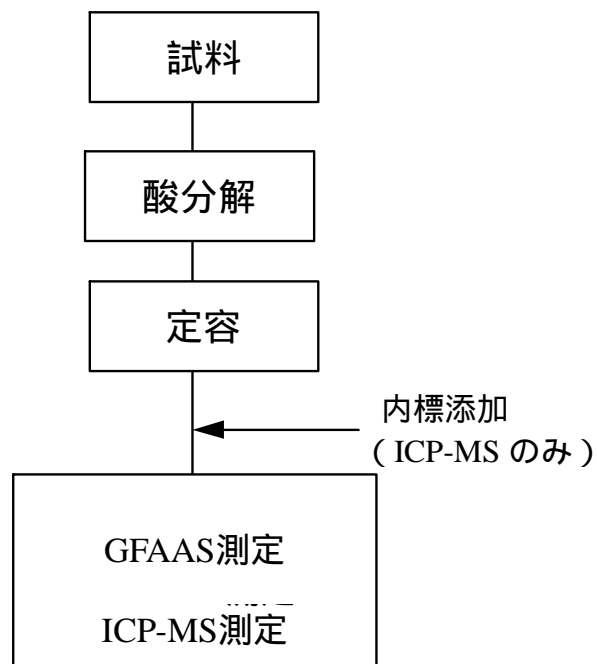 試料
酸分解
定容
内標添加
（ICP-MS のみ）
GFAAS測定
ICP-MS測定